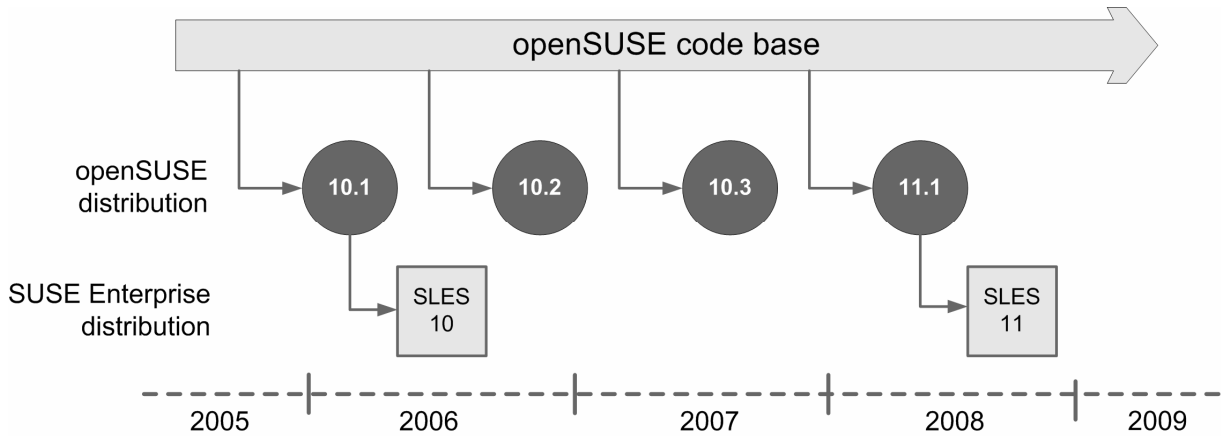 openSUSE code base
openSUSE
distribution
10.1
10.2
10.3
11.1
SUSE Enterprise
distribution
SLES
10
SLES
11
2005
2006
2007
2008
2009